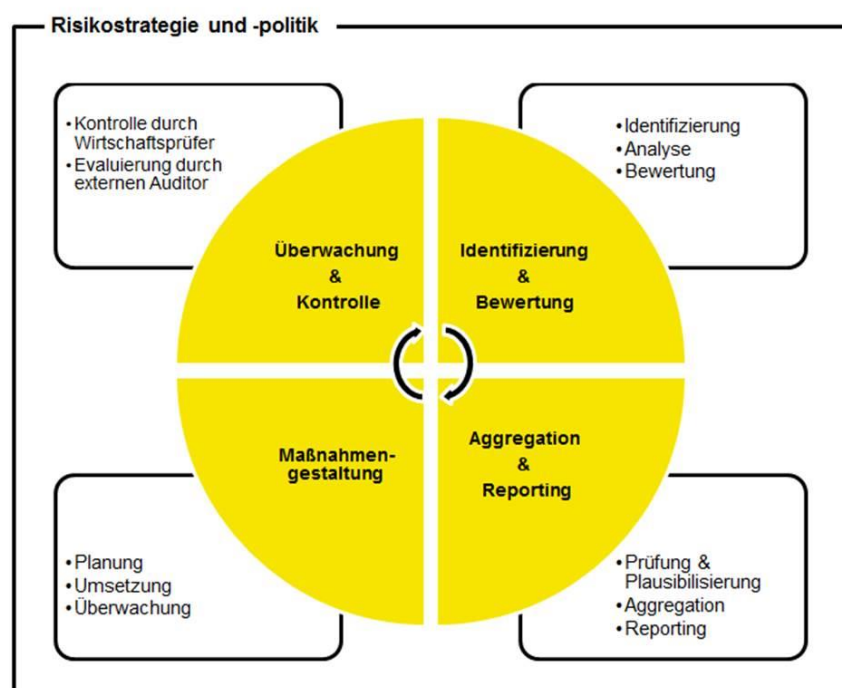 Risikostrategie und -politik
• Kontrolle durch
Wirtschaftsprüfer
• Evaluierung durch
externen Auditor
• Identifizierung
• Analyse
• Bewertung
Überwachung
&
Kontrolle
Identifizierung
&
Bewertung
Maßnahmen-
gestaltung
Aggregation
&
Reporting
• Planung
• Umsetzung
• Überwachung
• Prüfung &
Plausibilisierung
• Aggregation
• Reporting